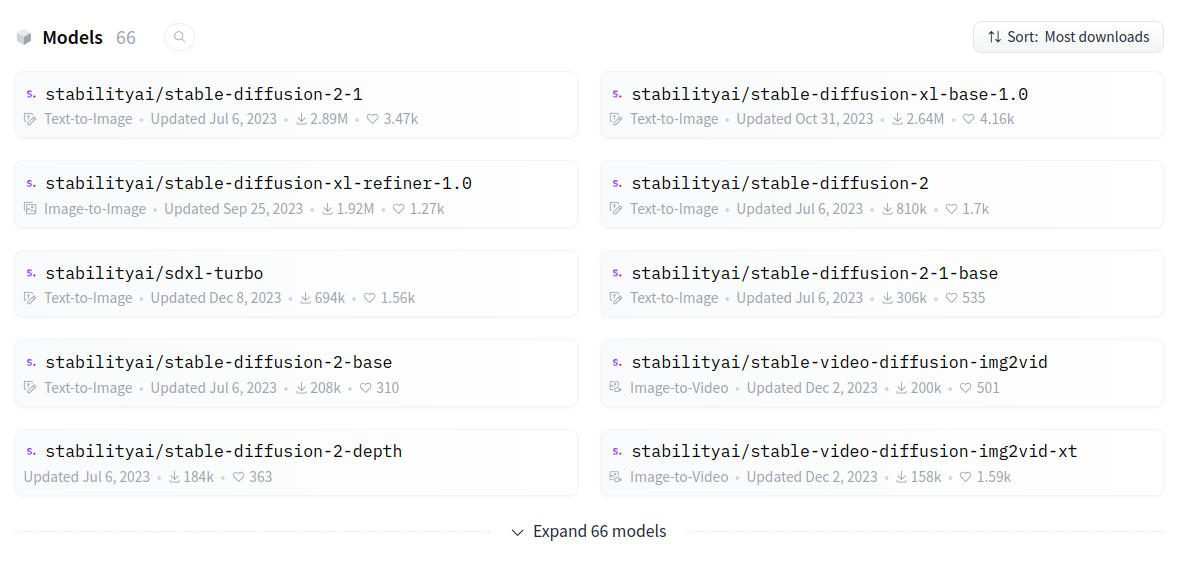 Models 66
Sort: Most downloads
s. stabilityai/stable-diffusion-2-1
Text-to-Image • Updated Jul 6, 2023 • 2.89M • 3.47k
s. stabilityai/stable-diffusion-xl-base-1.0
Text-to-Image • Updated Oct 31, 2023 • 2.64M • 4.16k
s. stabilityai/stable-diffusion-xl-refiner-1.0
Image-to-Image • Updated Sep 25, 2023 • 1.92M • 1.27k
s. stabilityai/stable-diffusion-2
Text-to-Image • Updated Jul 6, 2023 • 810k • 1.7k
s. stabilityai/sdxl-turbo
Text-to-Image • Updated Dec 8, 2023 • 694k • 1.56k
s. stabilityai/stable-diffusion-2-1-base
Text-to-Image • Updated Jul 6, 2023 • 306k • 535
s. stabilityai/stable-diffusion-2-base
Text-to-Image • Updated Jul 6, 2023 • 208k • 310
s. stabilityai/stable-video-diffusion-img2vid
Image-to-Video • Updated Dec 2, 2023 • 200k • 501
s. stabilityai/stable-diffusion-2-depth
Updated Jul 6, 2023 • 184k • 363
s. stabilityai/stable-video-diffusion-img2vid-xt
Image-to-Video • Updated Dec 2, 2023 • 158k • 1.59k
Expand 66 models